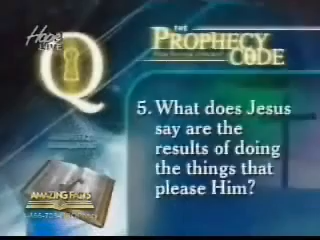 Hope
LIVE
THE
PROPHECY
CODE
5. What does Jesus
say are the
results of doing
the things that
please Him?
AMAZING FACTS